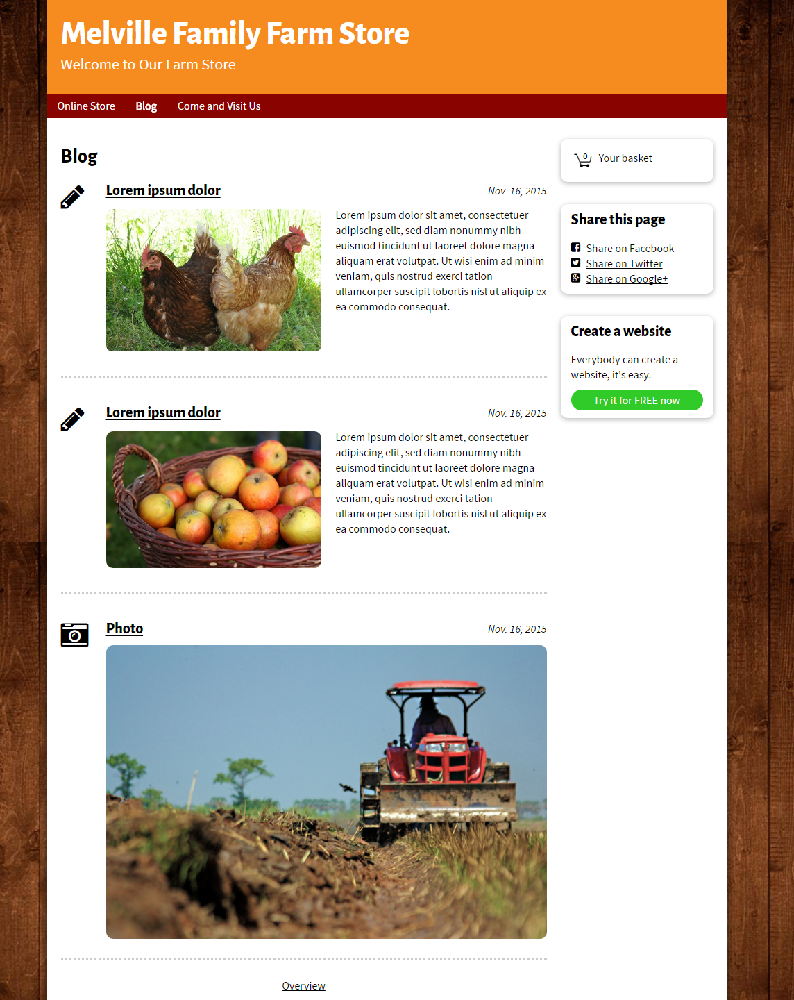 Melville Family Farm Store
Welcome to Our Farm Store
Online Store Blog Come and Visit Us
Blog
Lorem ipsum dolor
Nov. 16, 2015
Lorem ipsum dolor sit amet, consectetuer
adipiscing elit, sed diam nonummy nibh
euismod tincidunt ut laoreet dolore magna
aliquam erat volutpat. Ut wisi enim ad minim
veniam, quis nostrud exerci tation
ullamcorper suscipit lobortis nisl ut aliquip ex
ea commodo consequat.
Lorem ipsum dolor
Nov. 16, 2015
Lorem ipsum dolor sit amet, consectetuer
adipiscing elit, sed diam nonummy nibh
euismod tincidunt ut laoreet dolore magna
aliquam erat volutpat. Ut wisi enim ad minim
veniam, quis nostrud exerci tation
ullamcorper suscipit lobortis nisl ut aliquip ex
ea commodo consequat.
Photo
Nov. 16, 2015
Overview
0 Your basket
Share this page
Share on Facebook
Share on Twitter
Share on Google+
Create a website
Everybody can create a
website, it's easy.
Try it for FREE now